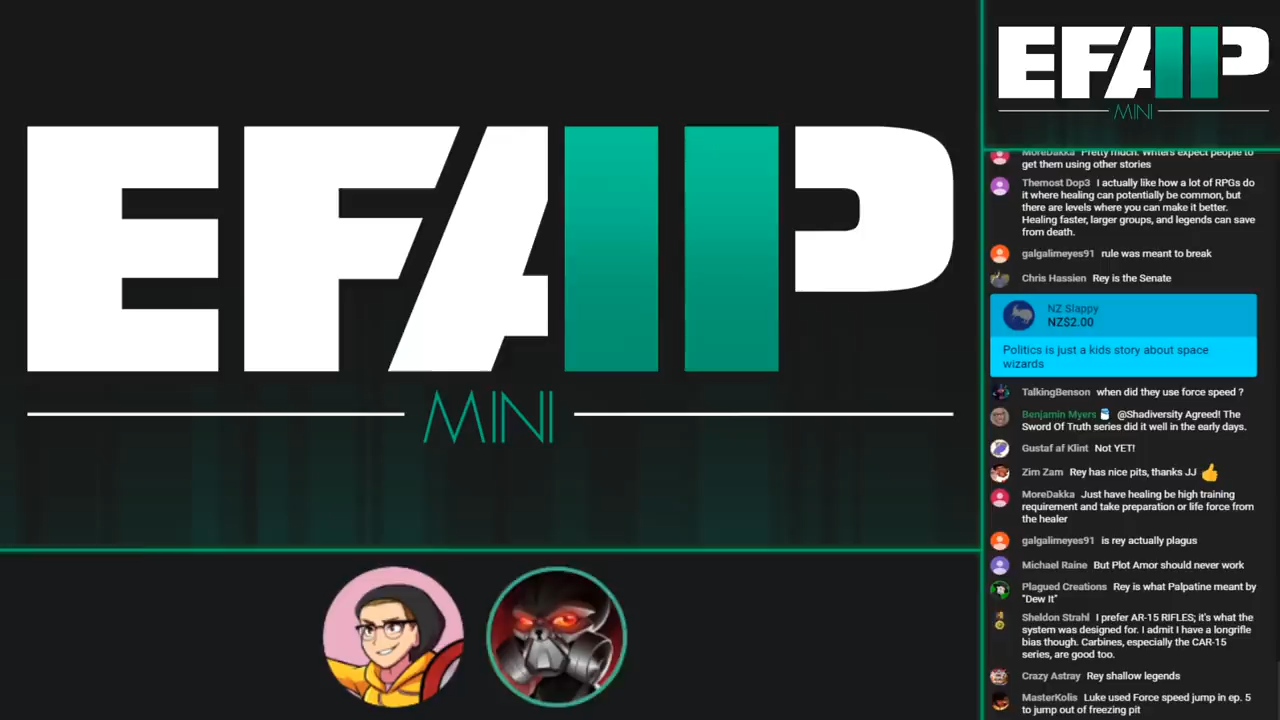 EFAP
MINI
EFAP
MINI
MoreDakka Pretty much. Writers expect people to
get them using other stories
Themost Dop3 I actually like how a lot of RPGs do
it where healing can potentially be common, but
there are levels where you can make it better.
Healing faster, larger groups, and legends can save
from death.
galgalimeyes91 rule was meant to break
Chris Hassien Rey is the Senate
NZ Slappy
NZ$2.00
Politics is just a kids story about space
wizards
TalkingBenson when did they use force speed ?
Benjamin Myers @Shadiversity Agreed! The
Sword Of Truth series did it well in the early days.
Gustaf af Klint Not YET!
Zim Zam Rey has nice pits, thanks JJ 👍
MoreDakka Just have healing be high training
requirement and take preparation or life force from
the healer
galgalimeyes91 is rey actually plagus
Michael Raine But Plot Amor should never work
Plagued Creations Rey is what Palpatine meant by
"Dew It"
Sheldon Strahl I prefer AR-15 RIFLES; it's what the
system was designed for. I admit I have a longrifle
bias though. Carbines, especially the CAR-15
series, are good too.
Crazy Astray Rey shallow legends
MasterKolis Luke used Force speed jump in ep. 5
to jump out of freezing pit